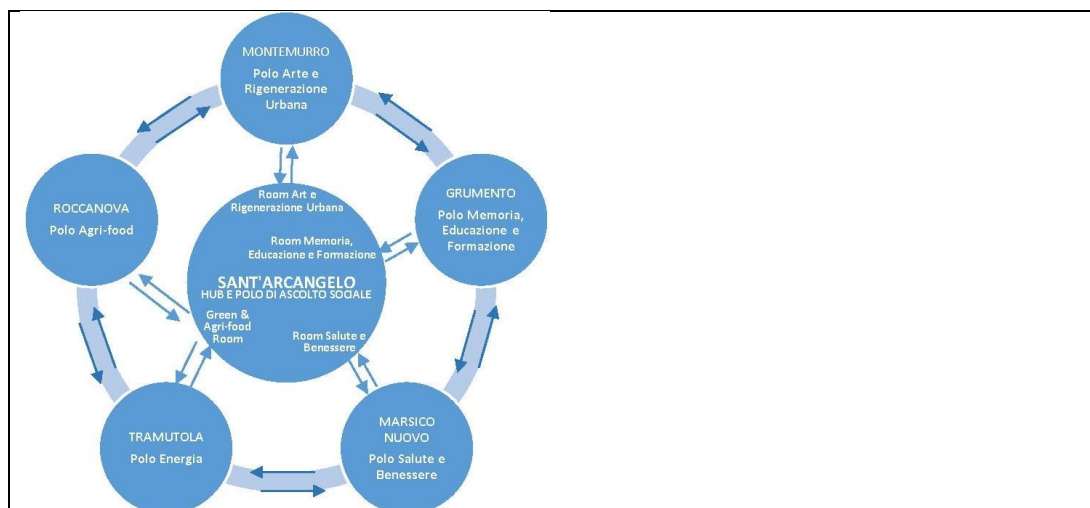 MONTEMURRO
Polo Arte e
Rigenerazione
Urbana
ROCCANOVA
Polo Agri-food
GRUMENTO
Polo Memoria,
Educazione e
Formazione
Room Art e
Rigenerazione Urbana
Room Memoria,
Educazione e Formazione
SANT'ARCANGELO
HUB E POLO DI ASCOLTO SOCIALE
Green &
Agri-food
Room
Room Salute e
Benessere
TRAMUTOLA
Polo Energia
MARSICO
NUOVO
Polo Salute e
Benessere